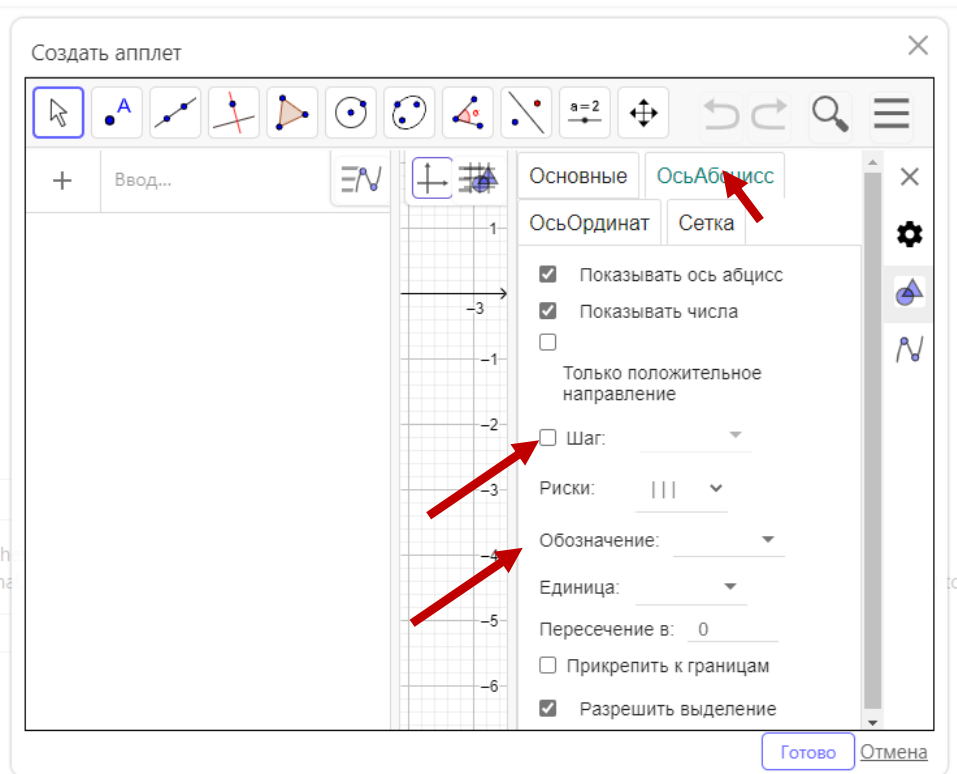 Создать апплет
A
a=2
Ввод...
Основные
ОсьАбсцисс
ОсьОрдинат
Сетка
1
Показывать ось абцисс
-3
Показывать числа
-1
Только положительное
направление
-2
Шаг:
-3
Риски:
| | |
Обозначение:
-4
Единица:
-5
Пересечение в: 0
Прикрепить к границам
-6
Разрешить выделение
Готово
Отмена